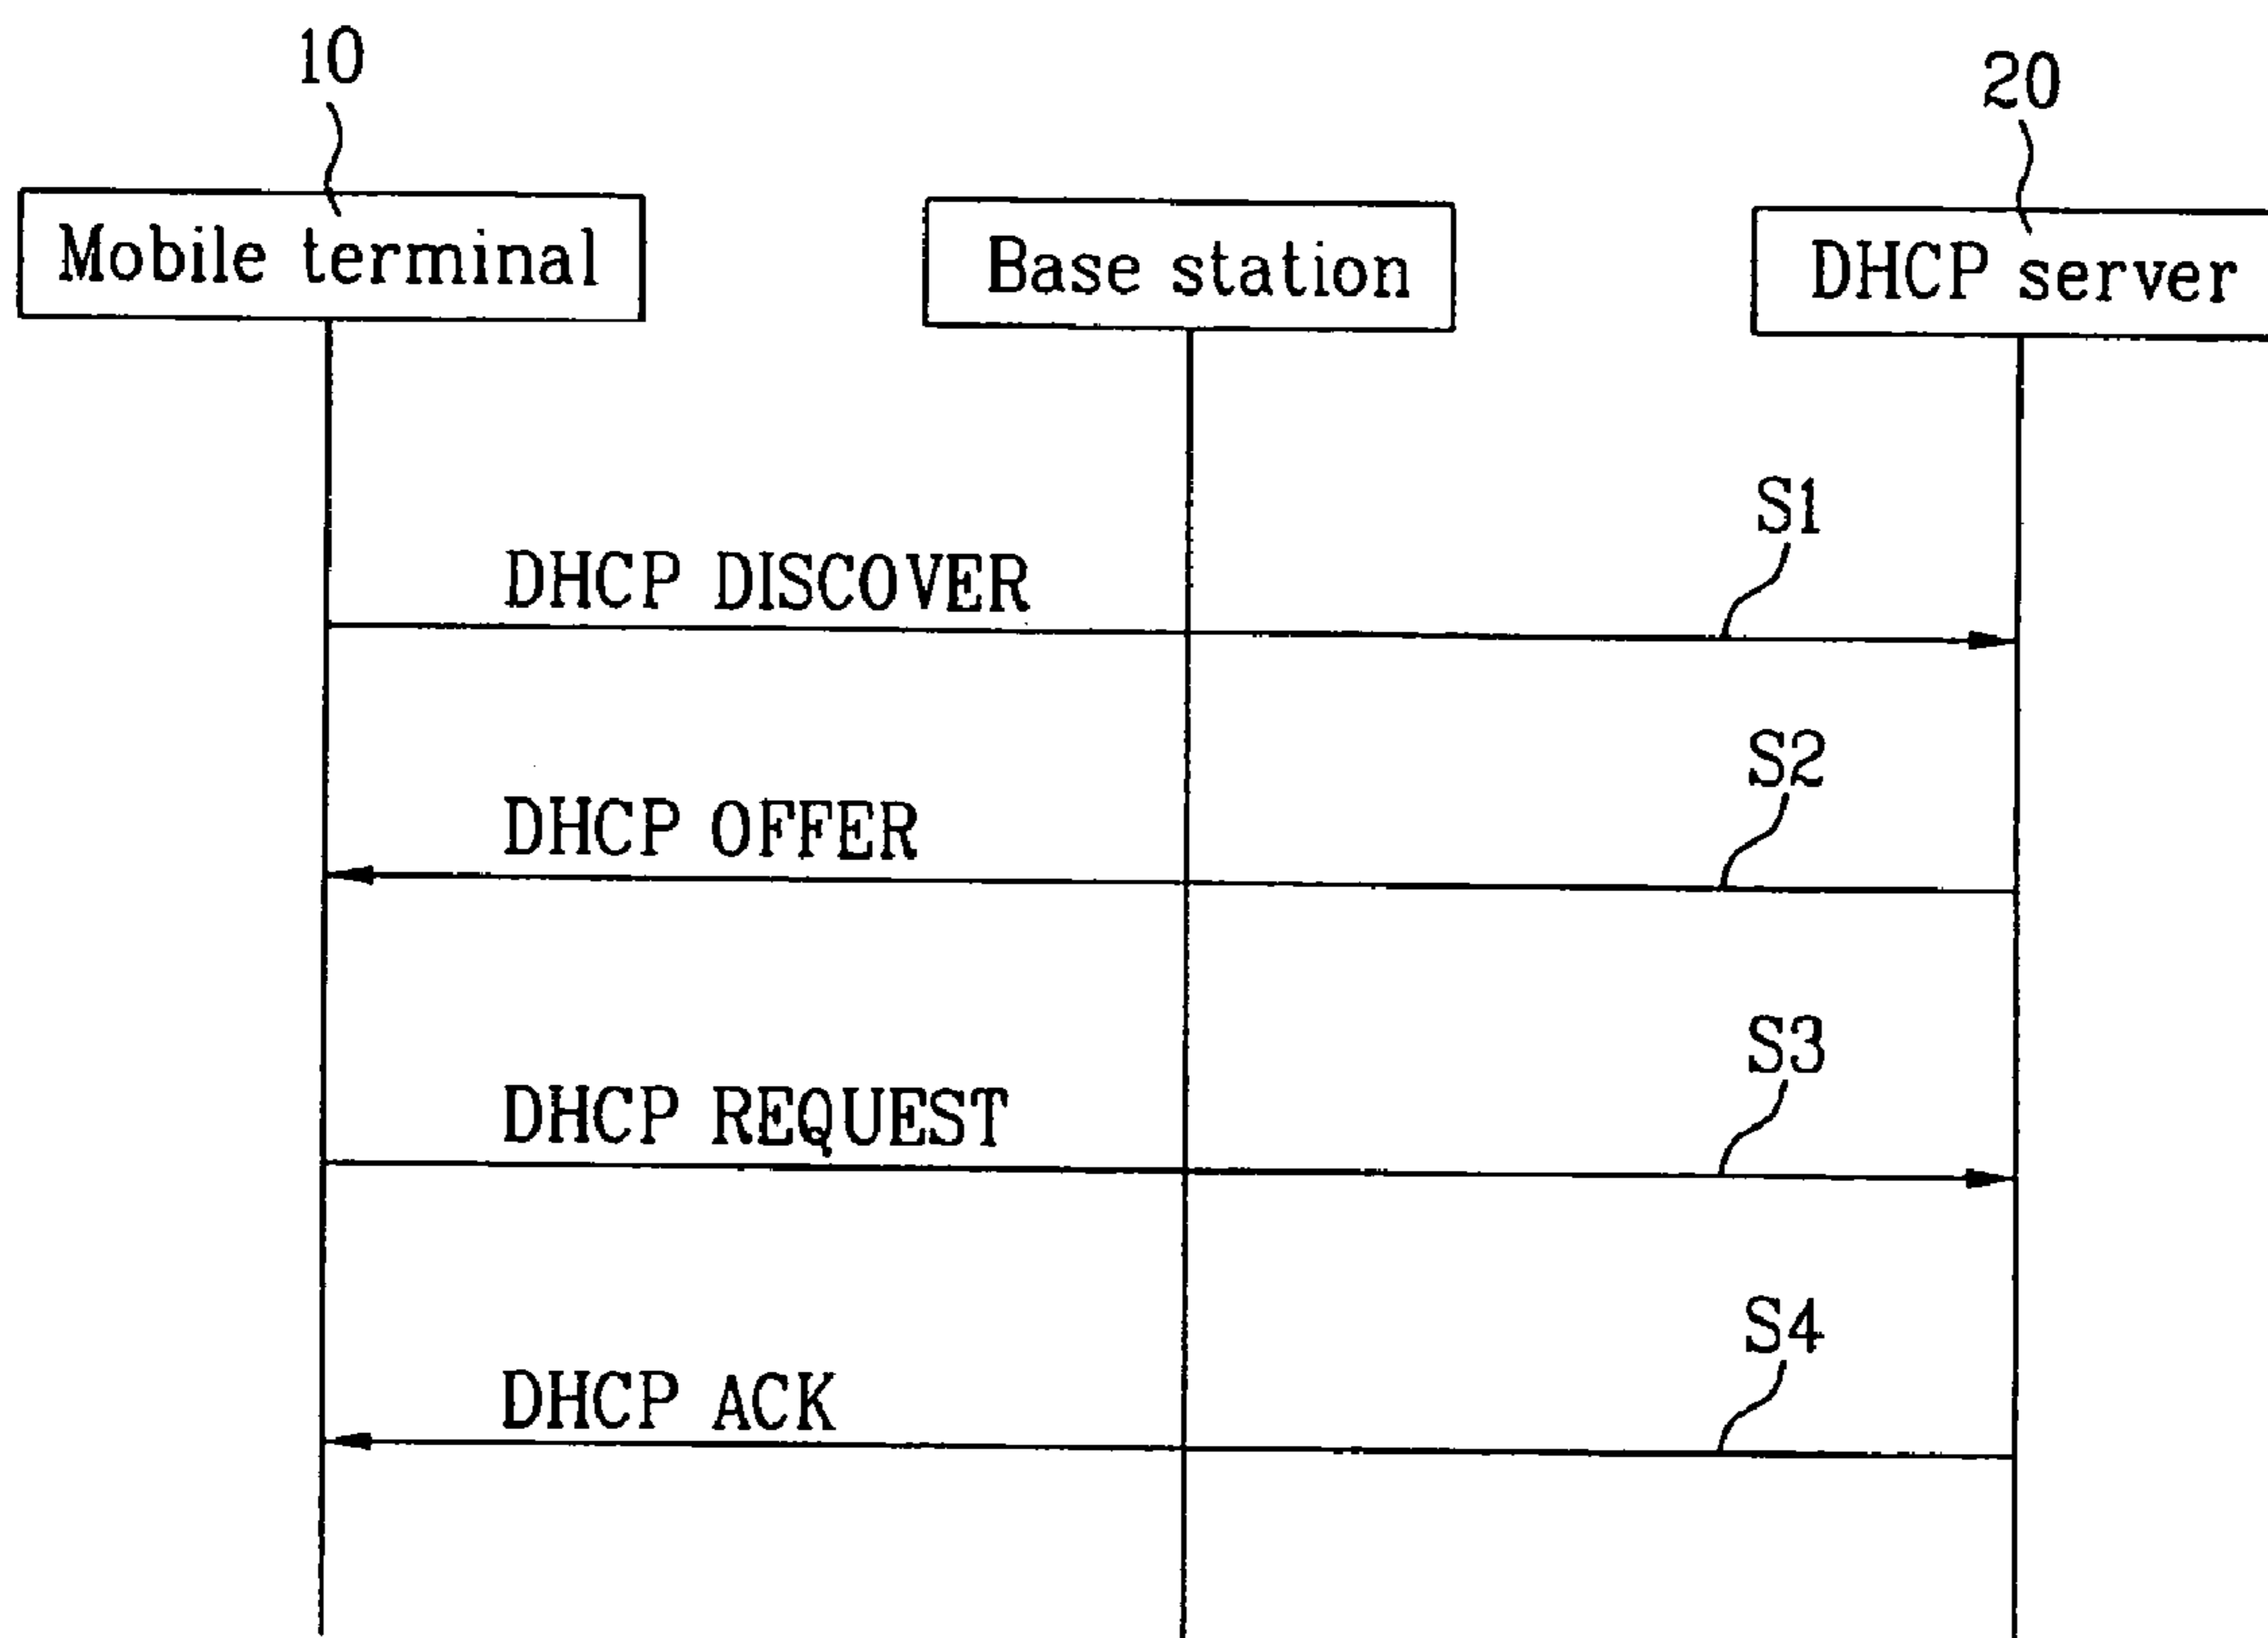 10
20
Mobile terminal
Base station
DHCP server
S1
DHCP DISCOVER
S2
DHCP OFFER
S3
DHCP REQUEST
S4
DHCP ACK